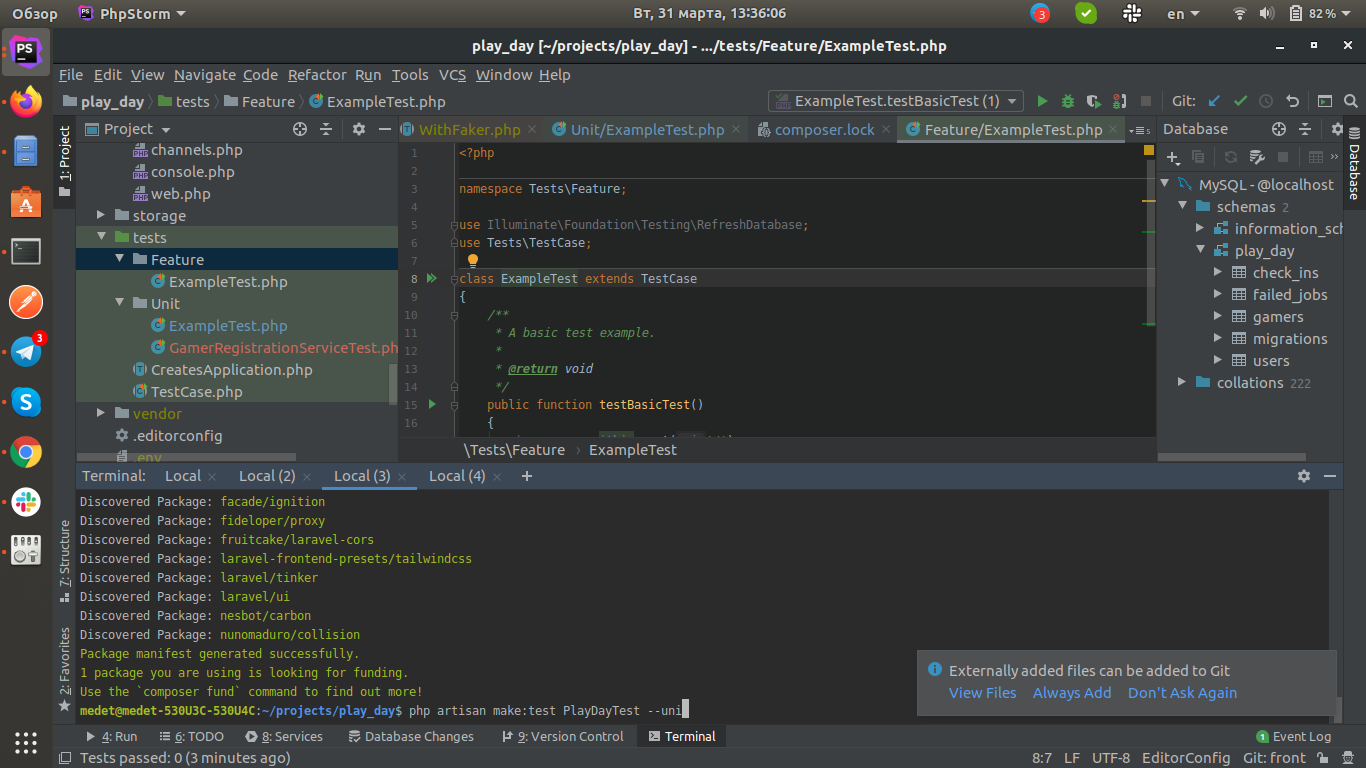 Обзор PhpStorm Вт, 31 марта, 13:36:06 3 en 82 %
play_day [~/projects/play_day] - .../tests/Feature/ExampleTest.php
File Edit View Navigate Code Refactor Run Tools VCS Window Help
play_day tests Feature ExampleTest.php ExampleTest.testBasicTest (1) Git:
1: Project
Project
WithFaker.php Unit/ExampleTest.php composer.lock Feature/ExampleTest.php
Database
Database
channels.php
console.php
web.php
storage
tests
Feature
ExampleTest.php
Unit
ExampleTest.php
GamerRegistrationServiceTest.ph
CreatesApplication.php
TestCase.php
vendor
.editorconfig
.env
1 <?php
2
3 namespace Tests\Feature;
4
5 use Illuminate\Foundation\Testing\RefreshDatabase;
6 use Tests\TestCase;
7
8 class ExampleTest extends TestCase
9 {
10 /**
11 * A basic test example.
12 *
13 * @return void
14 */
15 public function testBasicTest()
16 {
\Tests\Feature › ExampleTest
MySQL - @localhost
schemas 2
information_sch
play_day
check_ins
failed_jobs
gamers
migrations
users
collations 222
Terminal: Local Local (2) Local (3) Local (4)
Discovered Package: facade/ignition
Discovered Package: fideloper/proxy
Discovered Package: fruitcake/laravel-cors
Discovered Package: laravel-frontend-presets/tailwindcss
Discovered Package: laravel/tinker
Discovered Package: laravel/ui
Discovered Package: nesbot/carbon
Discovered Package: nunomaduro/collision
Package manifest generated successfully.
1 package you are using is looking for funding.
Use the `composer fund` command to find out more!
medet@medet-530U3C-530U4C:~/projects/play_day$ php artisan make:test PlayDayTest --uni
7: Structure
2: Favorites
3
Externally added files can be added to Git
View Files Always Add Don't Ask Again
4: Run 6: TODO 8: Services Database Changes 9: Version Control Terminal 1 Event Log
Tests passed: 0 (3 minutes ago) 8:7 LF UTF-8 EditorConfig Git: front